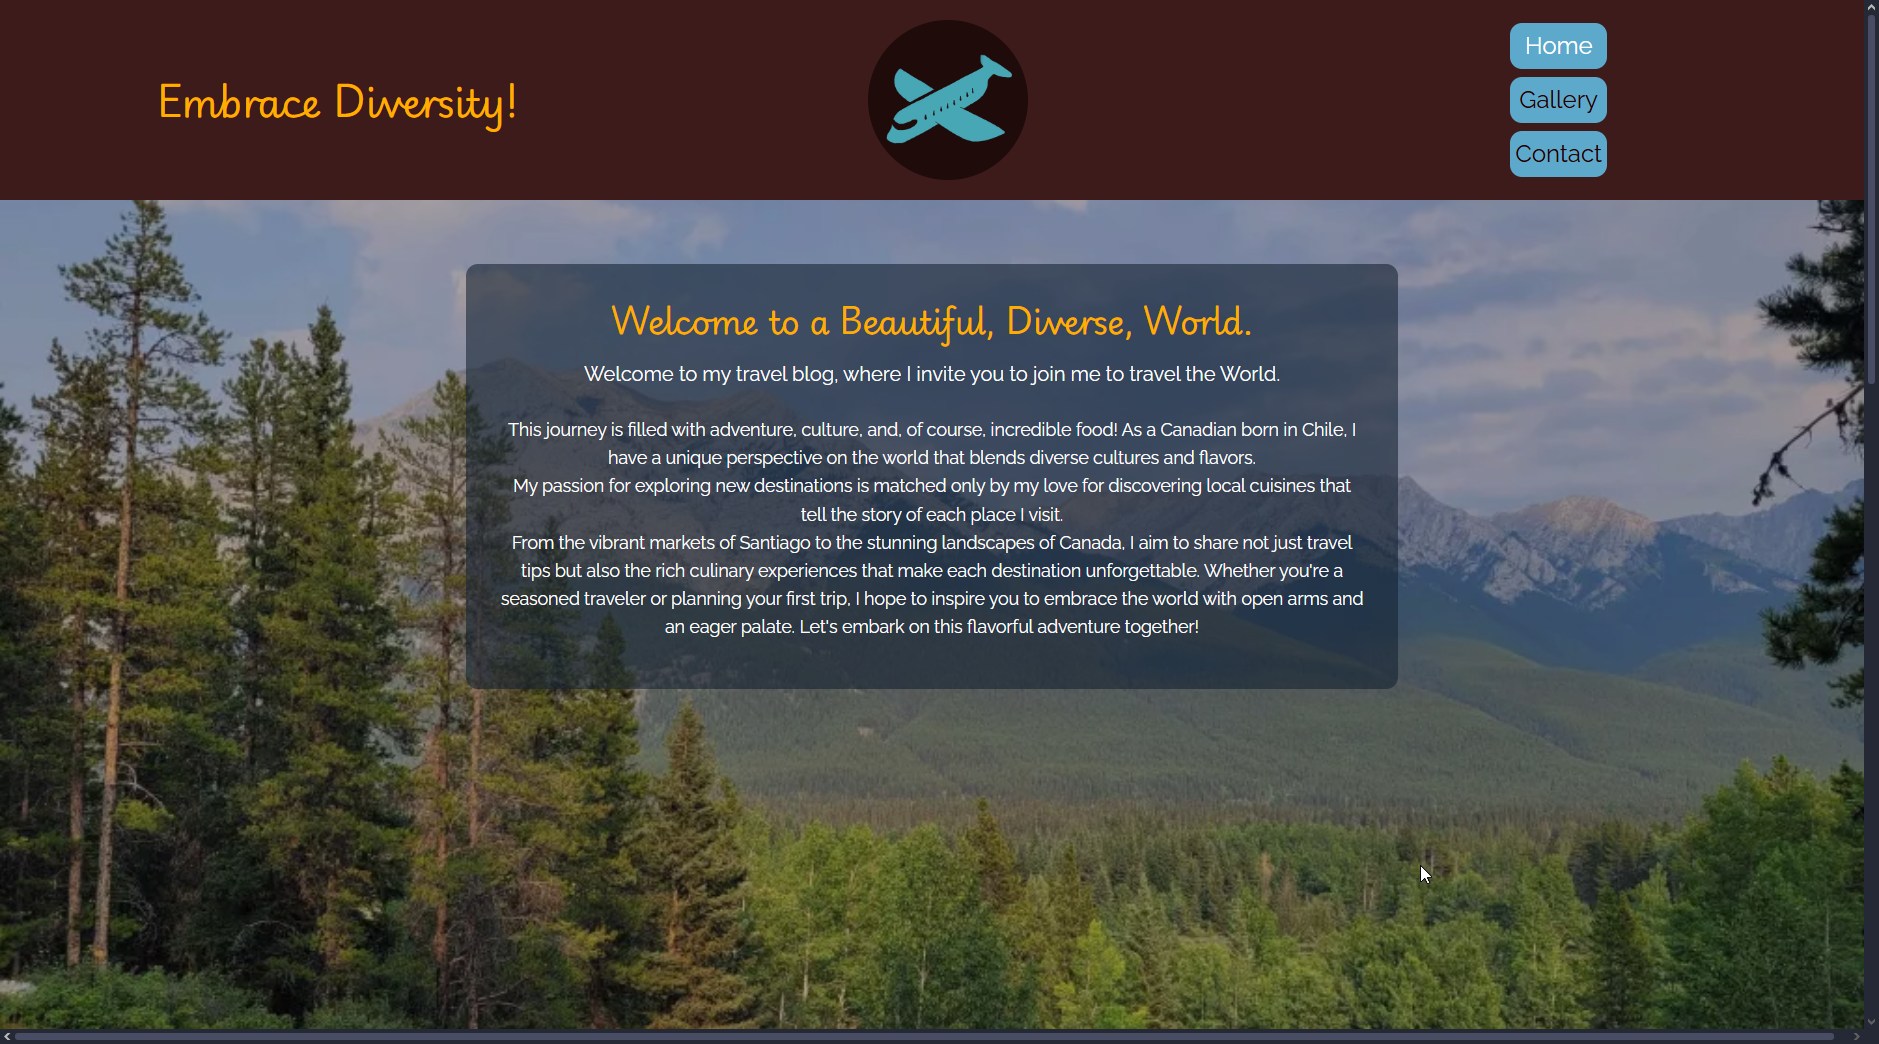 Embrace Diversity!
Home
Gallery
Contact
Welcome to a Beautiful, Diverse, World.
Welcome to my travel blog, where I invite you to join me to travel the World.
This journey is filled with adventure, culture, and, of course, incredible food! As a Canadian born in Chile, I
have a unique perspective on the world that blends diverse cultures and flavors.
My passion for exploring new destinations is matched only by my love for discovering local cuisines that
tell the story of each place I visit.
From the vibrant markets of Santiago to the stunning landscapes of Canada, I aim to share not just travel
tips but also the rich culinary experiences that make each destination unforgettable. Whether you're a
seasoned traveler or planning your first trip, I hope to inspire you to embrace the world with open arms and
an eager palate. Let's embark on this flavorful adventure together!